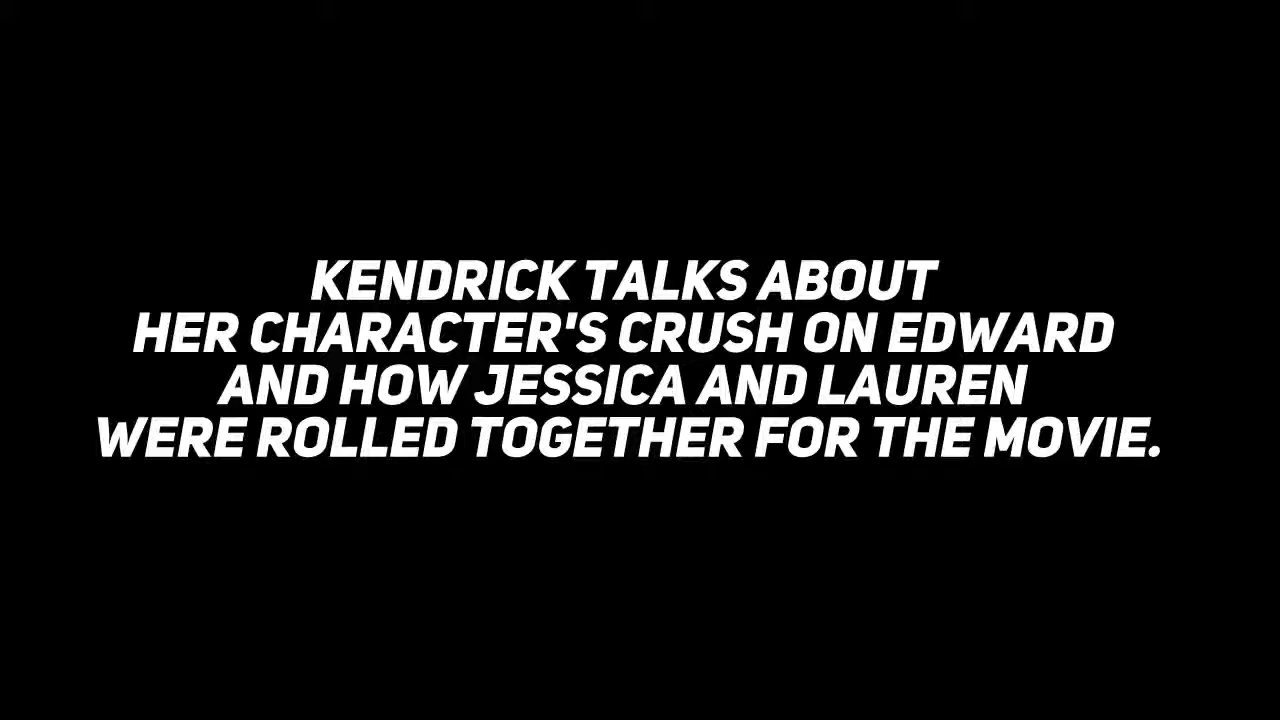 KENDRICK TALKS ABOUT
HER CHARACTER'S CRUSH ON EDWARD
AND HOW JESSICA AND LAUREN
WERE ROLLED TOGETHER FOR THE MOVIE.